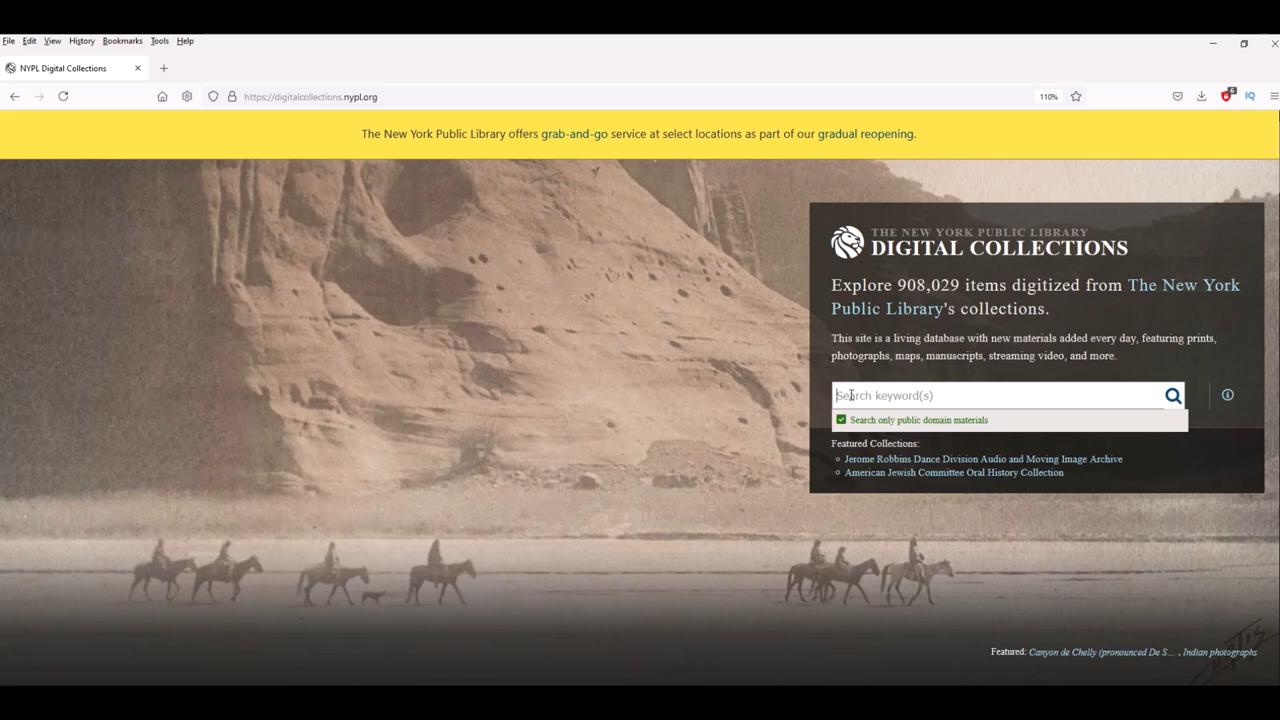 File Edit View History Bookmarks Tools Help
NYPL Digital Collections
https://digitalcollections.nypl.org
110%
6
IQ
The New York Public Library offers grab-and-go service at select locations as part of our gradual reopening.
THE NEW YORK PUBLIC LIBRARY
DIGITAL COLLECTIONS
Explore 908,029 items digitized from The New York
Public Library's collections.
This site is a living database with new materials added every day, featuring prints,
photographs, maps, manuscripts, streaming video, and more.
Search keyword(s)
Search only public domain materials
Featured Collections:
Jerome Robbins Dance Division Audio and Moving Image Archive
American Jewish Committee Oral History Collection
Featured: Canyon de Chelly (pronounced De S... , Indian photographs